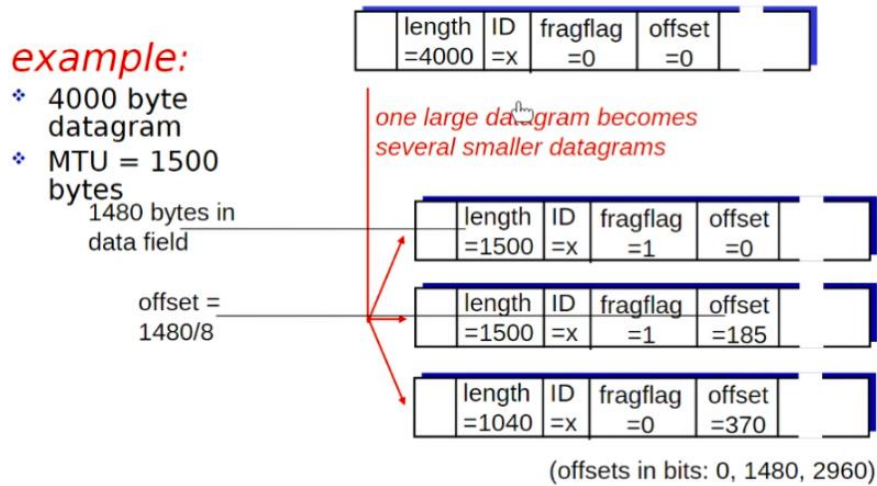 length ID fragflag offset
=4000 =x =0 =0
example:
4000 byte
datagram
MTU = 1500
bytes
one large datagram becomes
several smaller datagrams
1480 bytes in
data field
length ID fragflag offset
=1500 =x =1 =0
offset =
1480/8
length ID fragflag offset
=1500 =x =1 =185
length ID fragflag offset
=1040 =x =0 =370
(offsets in bits: 0, 1480, 2960)